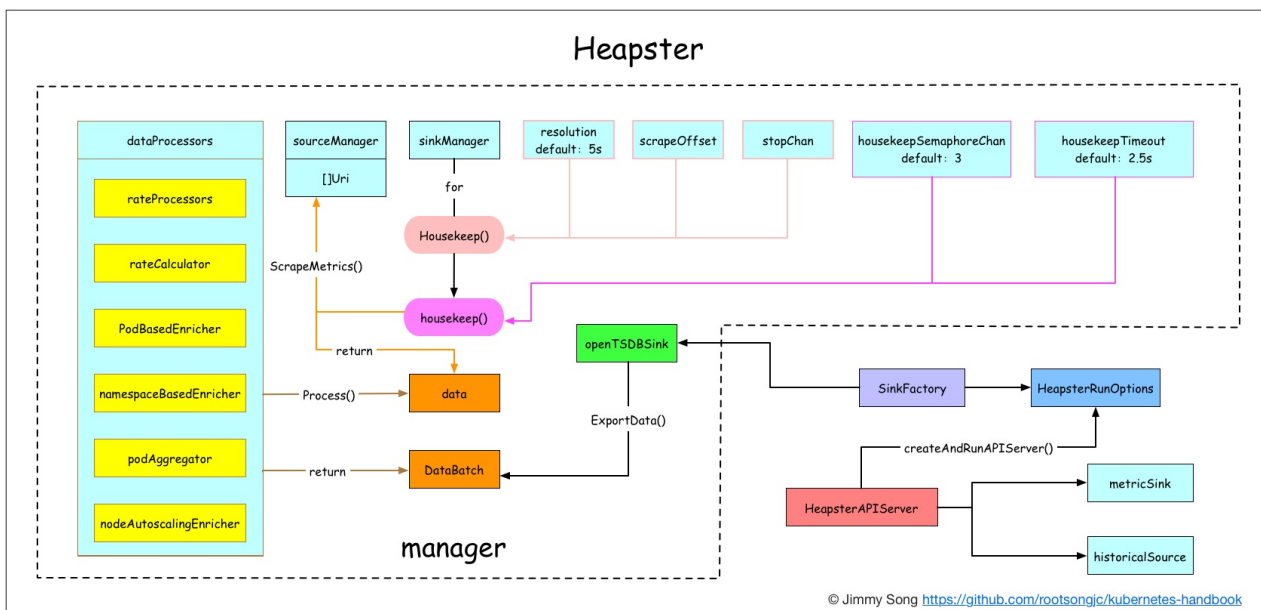 Heapster
dataProcessors
rateProcessors
rateCalculator
PodBasedEnricher
namespaceBasedEnricher
podAggregator
nodeAutoscalingEnricher
sourceManager
[]Uri
sinkManager
resolution
default: 5s
scrapeOffset
stopChan
housekeepSemaphoreChan
default: 3
housekeepTimeout
default: 2.5s
for
Housekeep()
ScrapeMetrics()
housekeep()
return
openTSDBSink
Process()
data
ExportData()
return
DataBatch
manager
SinkFactory
HeapsterRunOptions
createAndRunAPIServer()
HeapsterAPIServer
metricSink
historicalSource
© Jimmy Song https://github.com/rootsongjc/kubernetes-handbook